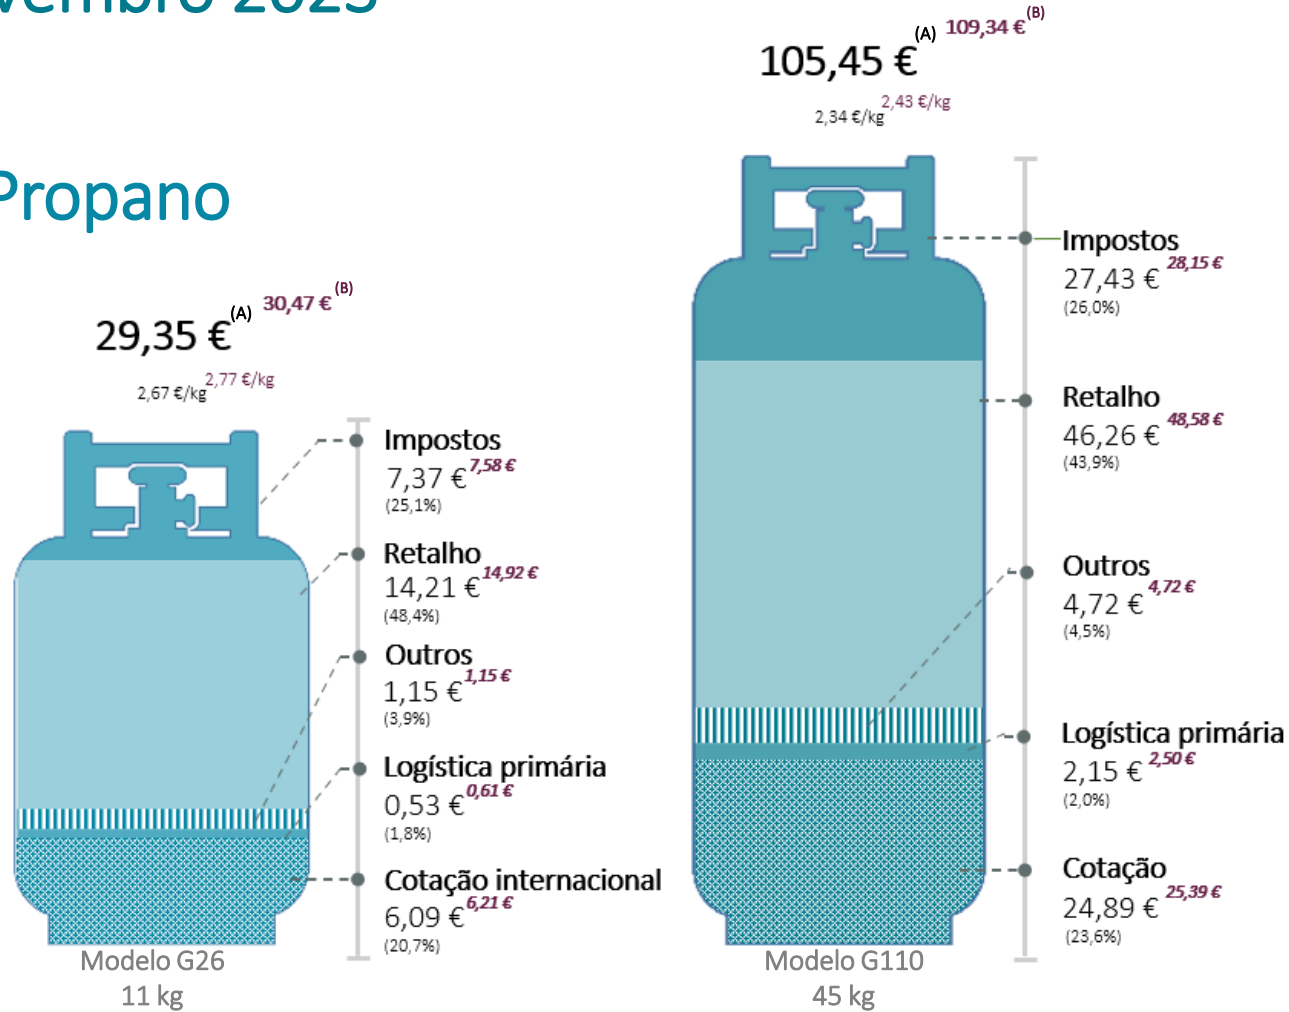 Propano
29,35 € (A) 30,47 € (B)
2,67 €/kg 2,77 €/kg
Impostos
7,37 € 7,58 €
(25,1%)
Retalho
14,21 € 14,92 €
(48,4%)
Outros
1,15 € 1,15 €
(3,9%)
Logística primária
0,53 € 0,61 €
(1,8%)
Cotação internacional
6,09 € 6,21 €
(20,7%)
Modelo G26
11 kg
105,45 € (A) 109,34 € (B)
2,34 €/kg 2,43 €/kg
Impostos
27,43 € 28,15 €
(26,0%)
Retalho
46,26 € 48,58 €
(43,9%)
Outros
4,72 € 4,72 €
(4,5%)
Logística primária
2,15 € 2,50 €
(2,0%)
Cotação
24,89 € 25,39 €
(23,6%)
Modelo G110
45 kg